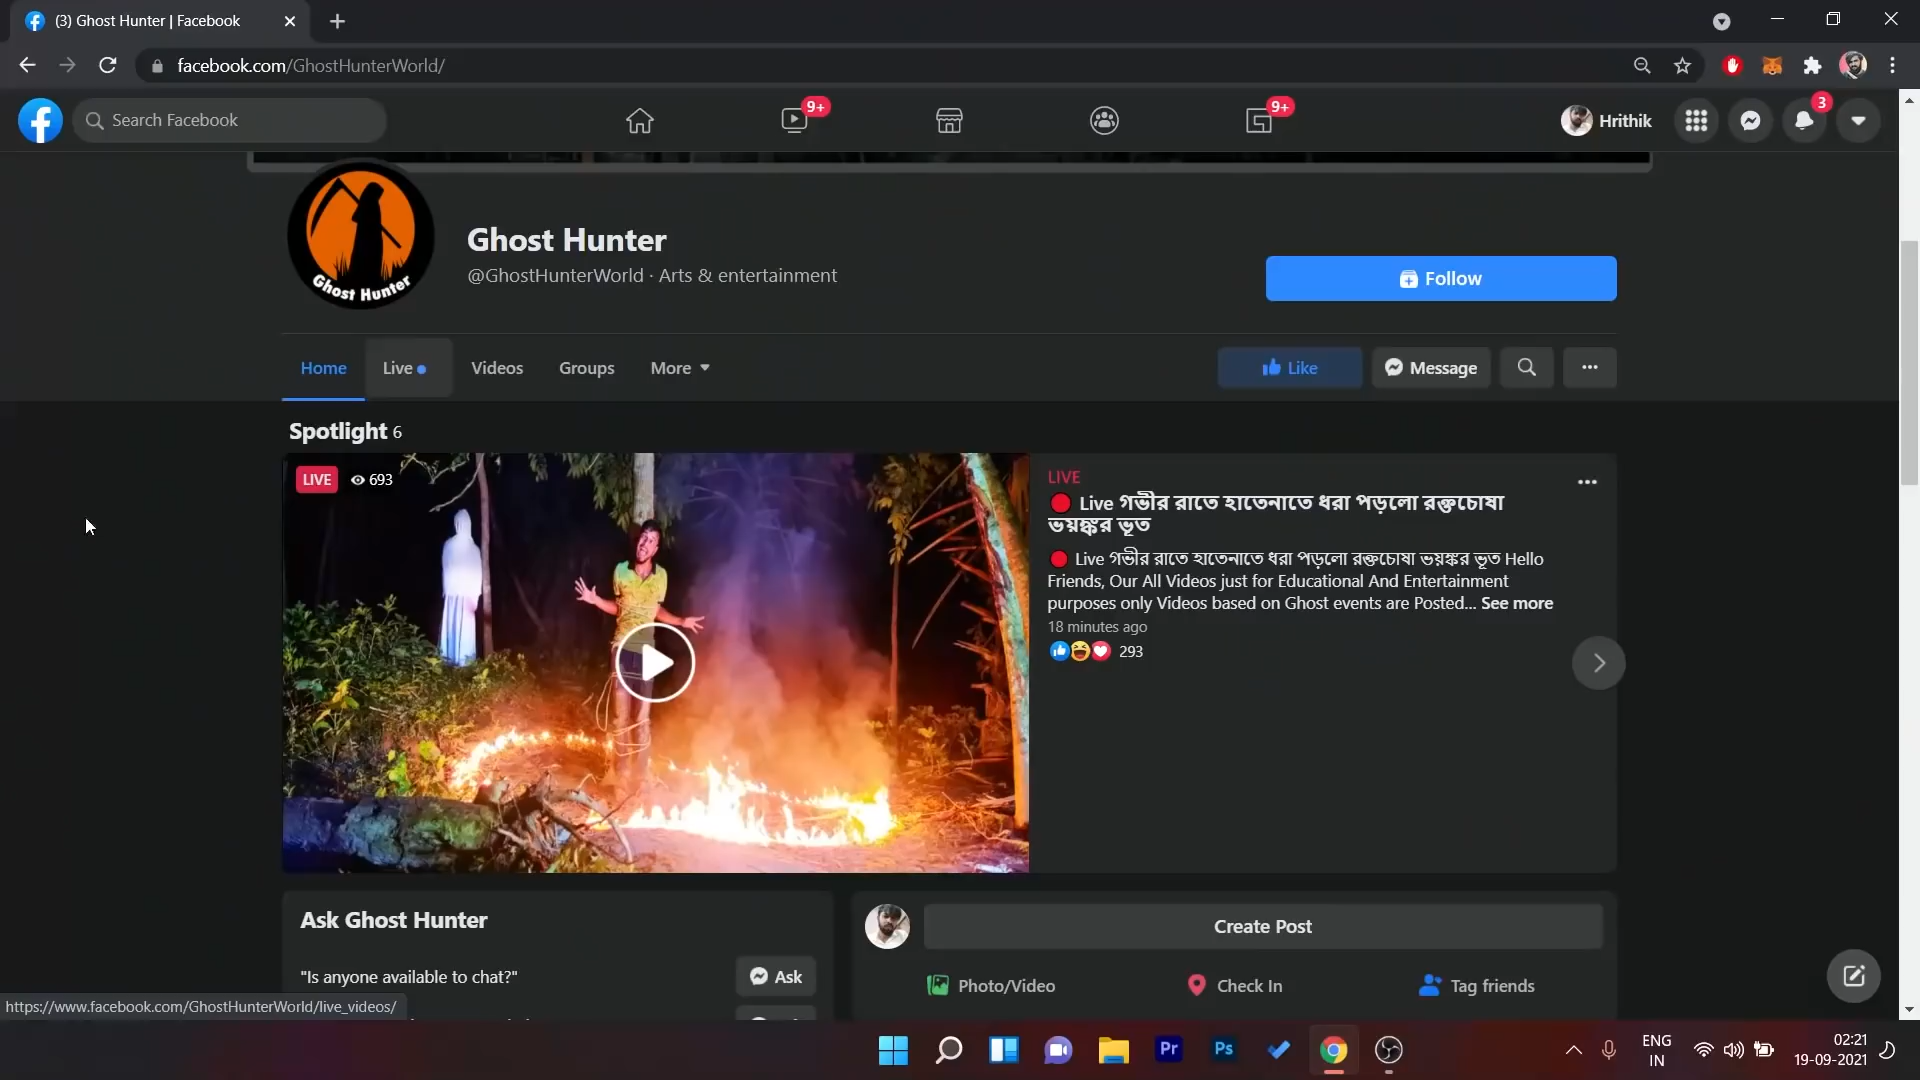 (3) Ghost Hunter | Facebook
facebook.com/GhostHunterWorld/
Search Facebook
9+
9+
Hrithik
3
Ghost Hunter
Ghost Hunter
@GhostHunterWorld · Arts & entertainment
Follow
Home Live Videos Groups More
Like Message
Spotlight 6
LIVE 693
LIVE
🔴 Live গভীর রাতে হাতেনাতে ধরা পড়লো রক্তচোষা
ভয়ঙ্কর ভূত
🔴 Live গভীর রাতে হাতেনাতে ধরা পড়লো রক্তচোষা ভয়ঙ্কর ভূত Hello
Friends, Our All Videos just for Educational And Entertainment
purposes only Videos based on Ghost events are Posted... See more
18 minutes ago
293
Ask Ghost Hunter
"Is anyone available to chat?"
Ask
Create Post
Photo/Video Check In Tag friends
https://www.facebook.com/GhostHunterWorld/live_videos/
Pr Ps
ENG
IN
02:21
19-09-2021